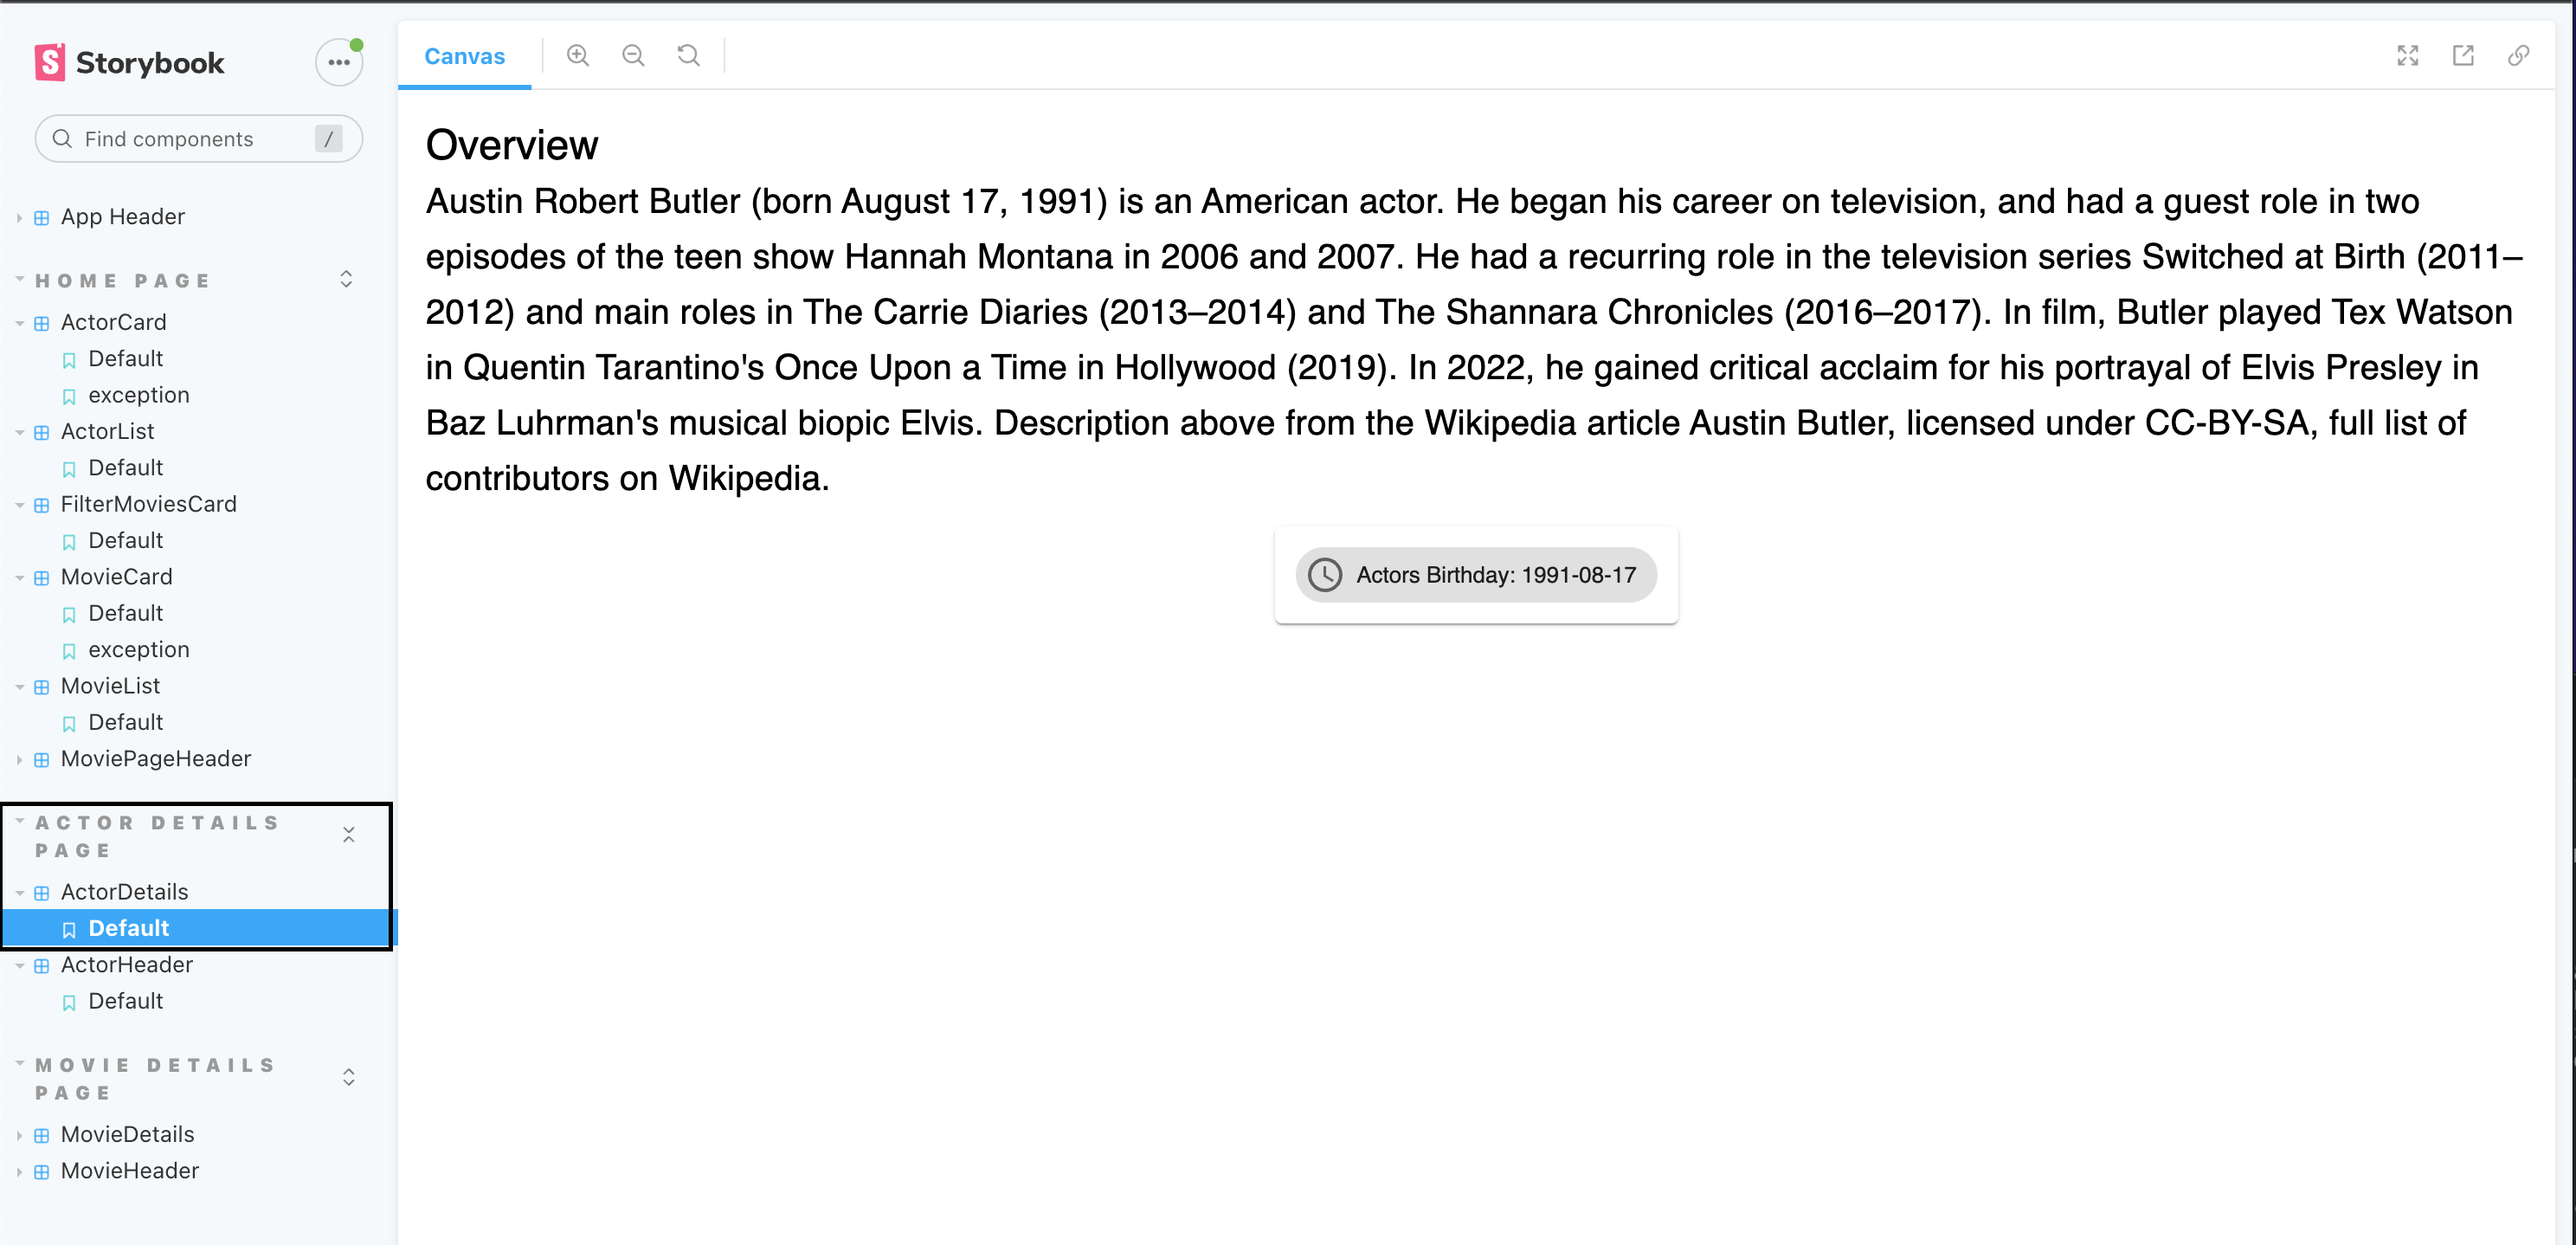 Storybook
Find components /
App Header
HOME PAGE
ActorCard
Default
exception
ActorList
Default
FilterMoviesCard
Default
MovieCard
Default
exception
MovieList
Default
MoviePageHeader
ACTOR DETAILS
PAGE
ActorDetails
Default
ActorHeader
Default
MOVIE DETAILS
PAGE
MovieDetails
MovieHeader
Canvas
Overview
Austin Robert Butler (born August 17, 1991) is an American actor. He began his career on television, and had a guest role in two
episodes of the teen show Hannah Montana in 2006 and 2007. He had a recurring role in the television series Switched at Birth (2011–
2012) and main roles in The Carrie Diaries (2013–2014) and The Shannara Chronicles (2016–2017). In film, Butler played Tex Watson
in Quentin Tarantino's Once Upon a Time in Hollywood (2019). In 2022, he gained critical acclaim for his portrayal of Elvis Presley in
Baz Luhrman's musical biopic Elvis. Description above from the Wikipedia article Austin Butler, licensed under CC-BY-SA, full list of
contributors on Wikipedia.
Actors Birthday: 1991-08-17